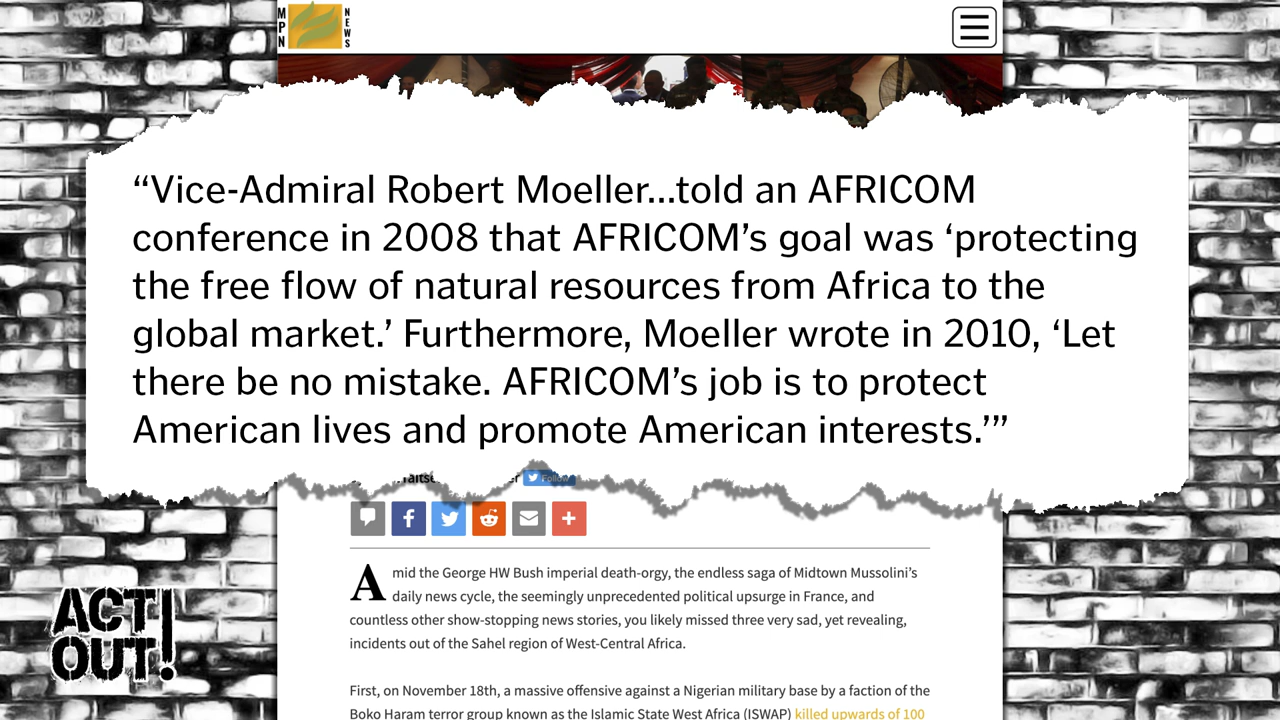 MPN
NEWS
“Vice-Admiral Robert Moeller...told an AFRICOM
conference in 2008 that AFRICOM’s goal was ‘protecting
the free flow of natural resources from Africa to the
global market.’ Furthermore, Moeller wrote in 2010, ‘Let
there be no mistake. AFRICOM’s job is to protect
American lives and promote American interests.’”
Follow
Amid the George HW Bush imperial death-orgy, the endless saga of Midtown Mussolini’s
daily news cycle, the seemingly unprecedented political upsurge in France, and
countless other show-stopping news stories, you likely missed three very sad, yet revealing,
incidents out of the Sahel region of West-Central Africa.
First, on November 18th, a massive offensive against a Nigerian military base by a faction of the
Boko Haram terror group known as the Islamic State West Africa (ISWAP) killed upwards of 100
ACT
OUT!